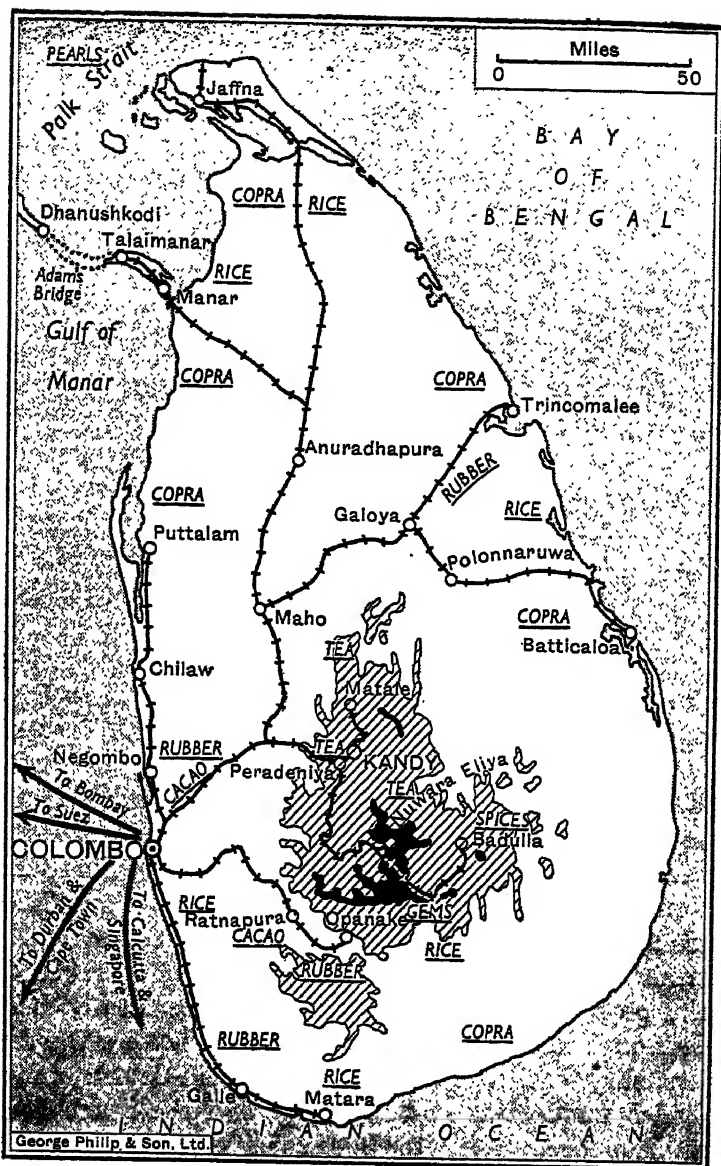 PEARLS
Palk Strait
Jaffna
Miles
0 50
BAY
OF
BENGAL
COPRA
RICE
Dhanushkodi
Talaimanar
Adam's
Bridge
RICE
Manar
Gulf of
Manar
COPRA
COPRA
Trincomalee
Anuradhapura
RUBBER
COPRA
Puttalam
Galoya
RICE
Polonnaruwa
Maho
COPRA
Batticaloa
TEA
Chilaw
Matale
Negombo
RUBBER
CACAO
TEA
KANDY
Peradeniya
TEA
Nuwara Eliya
SPICES
Badulla
To Bombay
To Suez
COLOMBO
To Durban &
Cape Town
To Calcutta &
Singapore
RICE
Ratnapura
Opanake
GEMS
CACAO
RICE
RUBBER
RUBBER
COPRA
RICE
Galle
Matara
INDIAN OCEAN
George Philip & Son. Ltd.